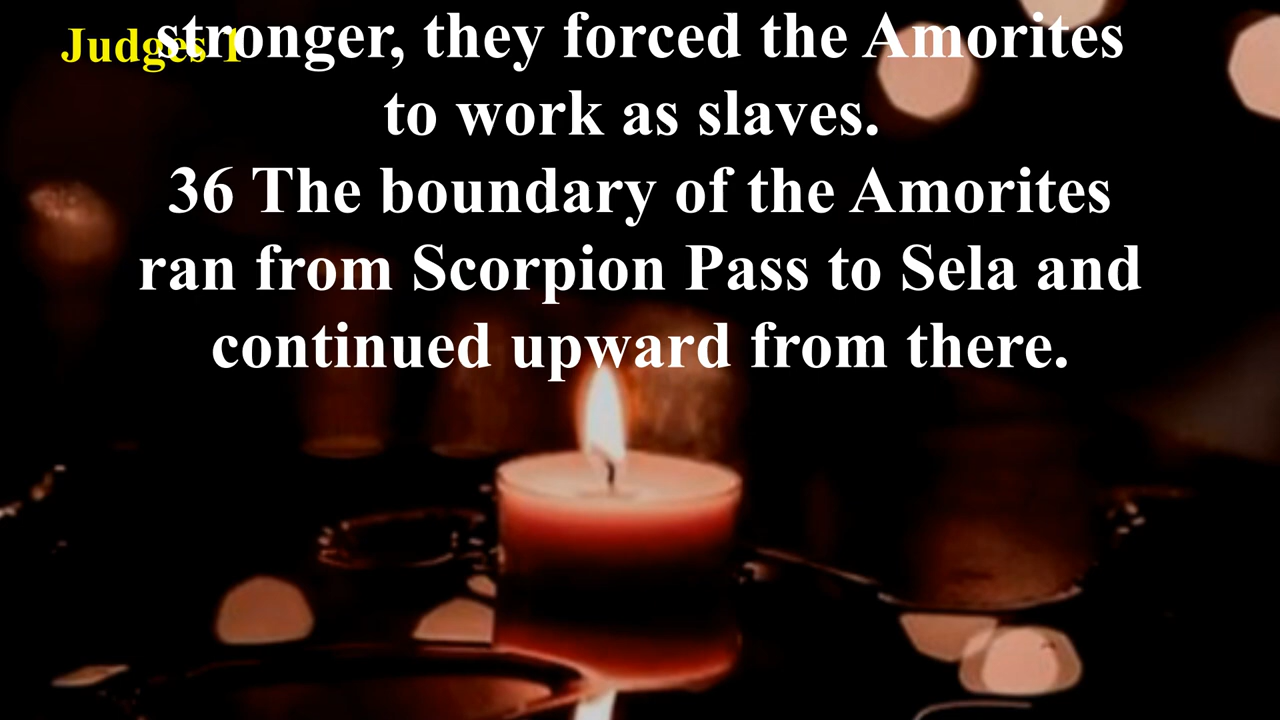 Judges 1
stronger, they forced the Amorites
to work as slaves.
36 The boundary of the Amorites
ran from Scorpion Pass to Sela and
continued upward from there.